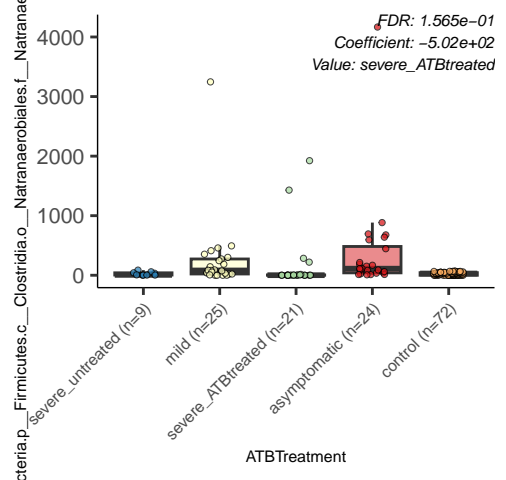 FDR: 1.565e−01
Coefficient: −5.02e+02
Value: severe_ATBtreated
4000
3000
2000
1000
0
cteria.p__Firmicutes.c__Clostridia.o__Natranaerobiales.f__Natranae
severe_untreated (n=9)
mild (n=25)
severe_ATBtreated (n=21)
asymptomatic (n=24)
control (n=72)
ATBTreatment